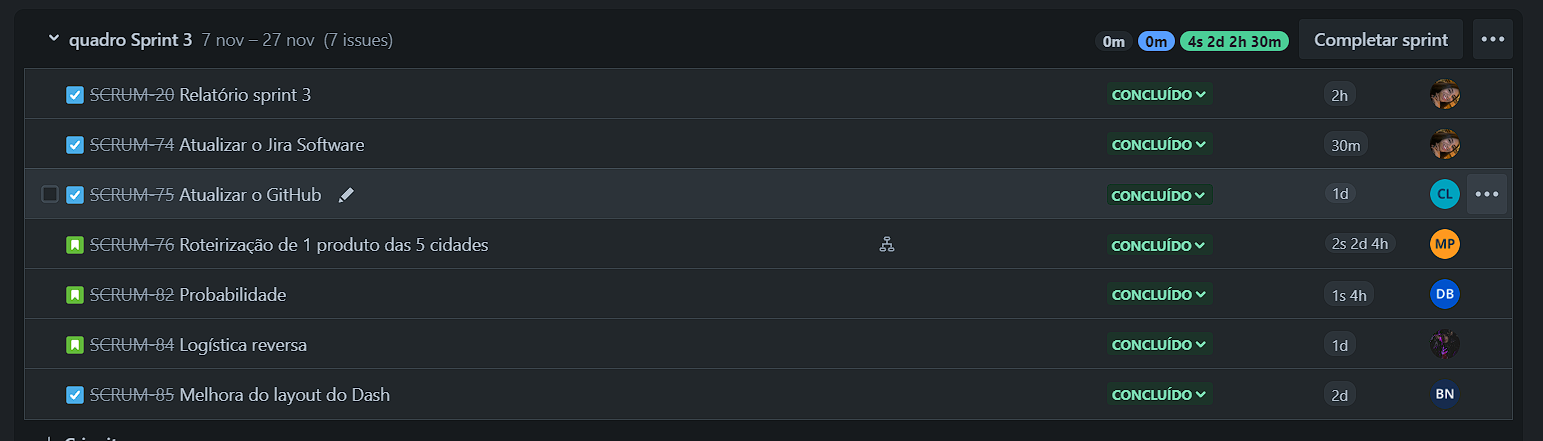 quadro Sprint 3 7 nov – 27 nov (7 issues) 0m 0m 4s 2d 2h 30m Completar sprint
SCRUM-20 Relatório sprint 3 CONCLUÍDO 2h
SCRUM-74 Atualizar o Jira Software CONCLUÍDO 30m
SCRUM-75 Atualizar o GitHub CONCLUÍDO 1d CL
SCRUM-76 Roteirização de 1 produto das 5 cidades CONCLUÍDO 2s 2d 4h MP
SCRUM-82 Probabilidade CONCLUÍDO 1s 4h DB
SCRUM-84 Logística reversa CONCLUÍDO 1d
SCRUM-85 Melhora do layout do Dash CONCLUÍDO 2d BN